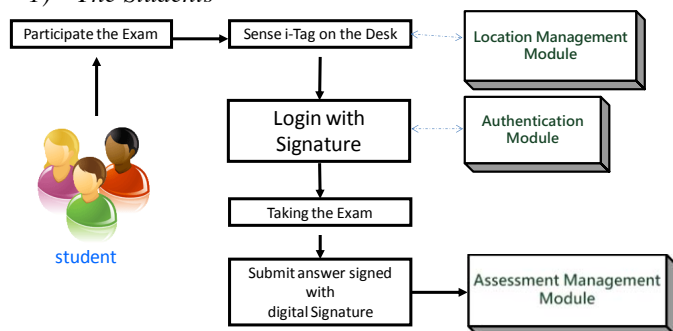 1) The Students
Participate the Exam
Sense i-Tag on the Desk
Location Management
Module
Login with
Signature
Authentication
Module
student
Taking the Exam
Submit answer signed
with
digital Signature
Assessment Management
Module